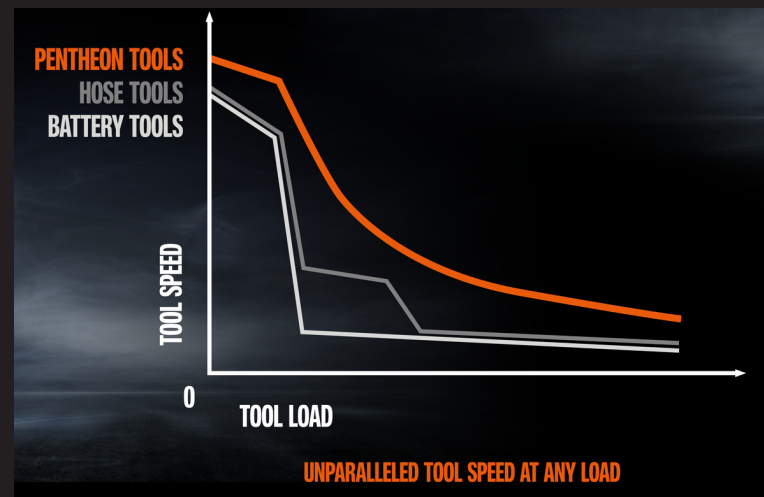 PENTHEON TOOLS
HOSE TOOLS
BATTERY TOOLS
TOOL SPEED
0
TOOL LOAD
UNPARALLELED TOOL SPEED AT ANY LOAD